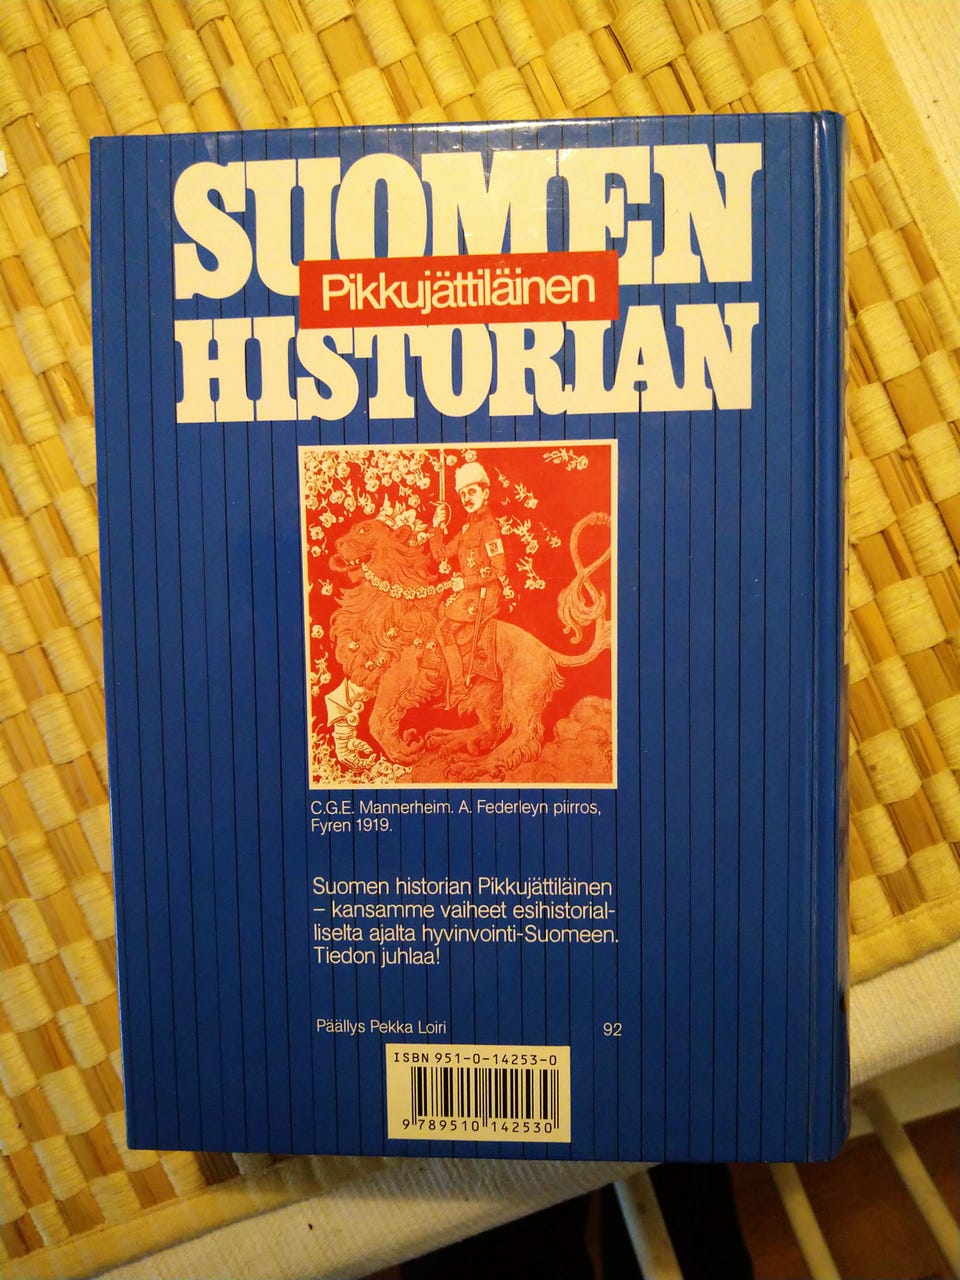 SUOMEN
Pikkujättiläinen
HISTORIAN
C.G.E. Mannerheim. A. Federleyn piirros,
Fyren 1919.
Suomen historian Pikkujättiläinen
– kansamme vaiheet esihistorial-
liselta ajalta hyvinvointi-Suomeen.
Tiedon juhlaa!
Päällys Pekka Loiri 92
ISBN 951-0-14253-0
9 789510 142530